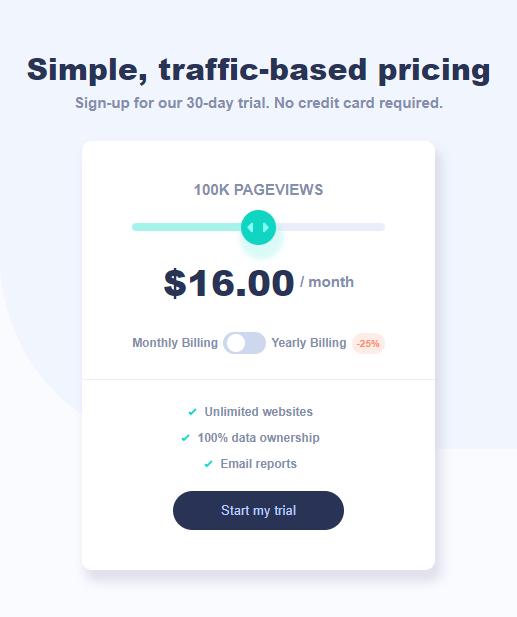 Simple, traffic-based pricing
Sign-up for our 30-day trial. No credit card required.
100K PAGEVIEWS
$16.00 / month
Monthly Billing Yearly Billing -25%
Unlimited websites
100% data ownership
Email reports
Start my trial